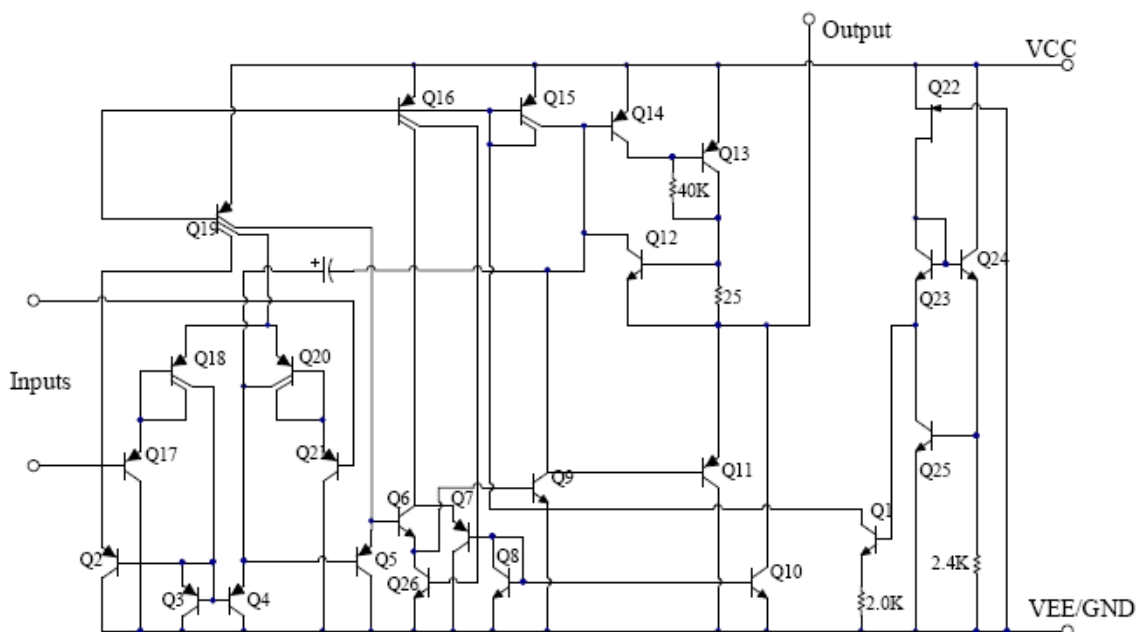 Output
VCC
Q16
Q15
Q14
Q22
Q13
40K
Q19
Q12
Q24
Q23
+
25
Q18
Q20
Inputs
Q17
Q21
Q11
Q25
Q9
Q6
Q7
Q1
Q2
Q5
Q8
Q26
Q10
2.4K
Q3
Q4
2.0K
VEE/GND